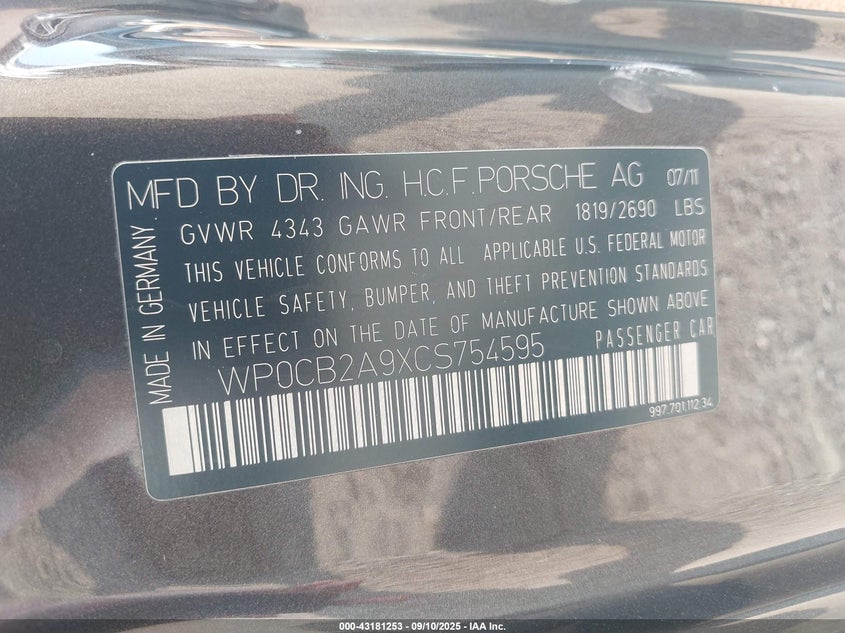 MFD BY DR. ING. H.C.F. PORSCHE AG 07/11
GVWR 4343 GAWR FRONT/REAR 1819/2690 LBS
THIS VEHICLE CONFORMS TO ALL APPLICABLE U.S. FEDERAL MOTOR
VEHICLE SAFETY, BUMPER, AND THEFT PREVENTION STANDARDS
IN EFFECT ON THE DATE OF MANUFACTURE SHOWN ABOVE
WP0CB2A9XCS754595 PASSENGER CAR
MADE IN GERMANY
997.701.112.34
000-43181253 - 09/10/2025 - IAA Inc.